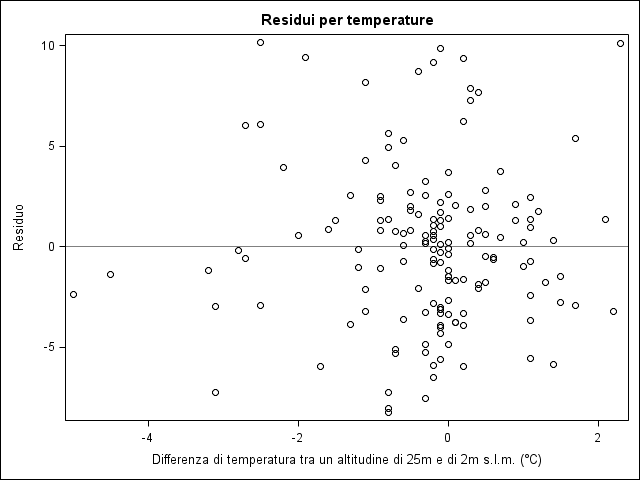 Residui per temperature
10
5
0
-5
Residuo
-4
-2
0
2
Differenza di temperatura tra un altitudine di 25m e di 2m s.l.m. (°C)